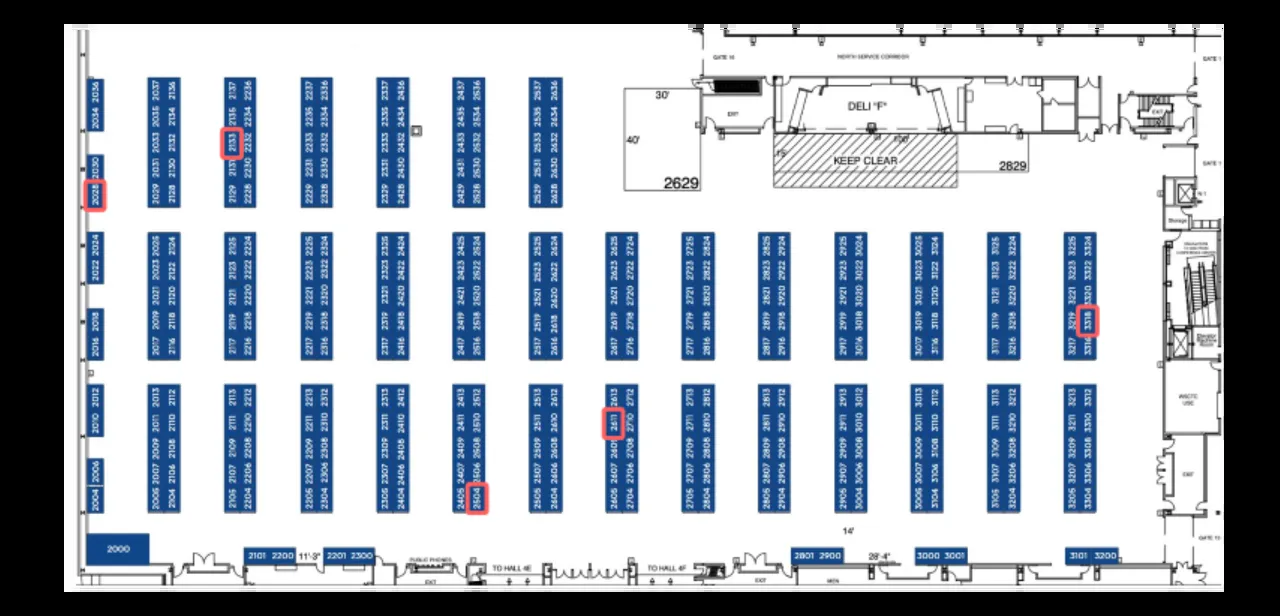 GATE 16
NORTH SERVICE CORRIDOR
GATE 1
30'
40'
2629
EXIT
DELI "F"
100'
15'
KEEP CLEAR
2829
EXIT
GATE 1
N-1
Storage
2036 2037 2136 2137 2236 2237 2336 2337 2436 2437 2536 2537 2636
2034 2035 2134 2135 2234 2235 2334 2335 2434 2435 2534 2535 2634
2033 2132 2133 2232 2233 2332 2333 2432 2433 2532 2533 2632
2030 2031 2130 2131 2230 2231 2330 2331 2430 2431 2530 2531 2630
2028 2029 2128 2129 2228 2229 2328 2329 2428 2429 2528 2529 2628
2024 2025 2124 2125 2224 2225 2324 2325 2424 2425 2524 2525 2624 2625 2724 2725 2824 2825 2924 2925 3024 3025 3124 3125 3224 3225 3324
2022 2023 2122 2123 2222 2223 2322 2323 2422 2423 2522 2523 2622 2623 2722 2723 2822 2823 2922 2923 3022 3023 3122 3123 3222 3223 3322
2021 2120 2121 2220 2221 2320 2321 2420 2421 2520 2521 2620 2621 2720 2721 2820 2821 2920 2921 3020 3021 3120 3121 3220 3221 3320
2018 2019 2118 2119 2218 2219 2318 2319 2418 2419 2518 2519 2618 2619 2718 2719 2818 2819 2918 2919 3018 3019 3118 3119 3218 3219 3318
2016 2017 2116 2117 2216 2217 2316 2317 2416 2417 2516 2517 2616 2617 2716 2717 2816 2817 2916 2917 3016 3017 3116 3117 3216 3217 3316
Elevator
Machine
Room
2012 2013 2112 2113 2212 2213 2312 2313 2412 2413 2512 2513 2612 2613 2712 2713 2812 2813 2912 2913 3012 3013 3112 3113 3212 3213 3312
2010 2011 2110 2111 2210 2211 2310 2311 2410 2411 2510 2511 2610 2611 2710 2711 2810 2811 2910 2911 3010 3011 3110 3111 3210 3211 3310
2009 2108 2109 2208 2209 2308 2309 2408 2409 2508 2509 2608 2609 2708 2709 2808 2809 2908 2909 3008 3009 3108 3109 3208 3209 3308
2006 2007 2106 2107 2206 2207 2306 2307 2406 2407 2506 2507 2606 2607 2706 2707 2806 2807 2906 2907 3006 3007 3106 3107 3206 3207 3306
2004 2005 2104 2105 2204 2205 2304 2305 2404 2405 2504 2505 2604 2605 2704 2705 2804 2805 2904 2905 3004 3005 3104 3105 3204 3205 3304
USE
EXIT
14'
GATE 15
2000
2101 2200 11'-3" 2201 2300
PUBLIC PHONES
EXIT
TO HALL 4E
TO HALL 4F
EXIT
2801 2900
MEN
28'-4"
3000 3001
3101 3200